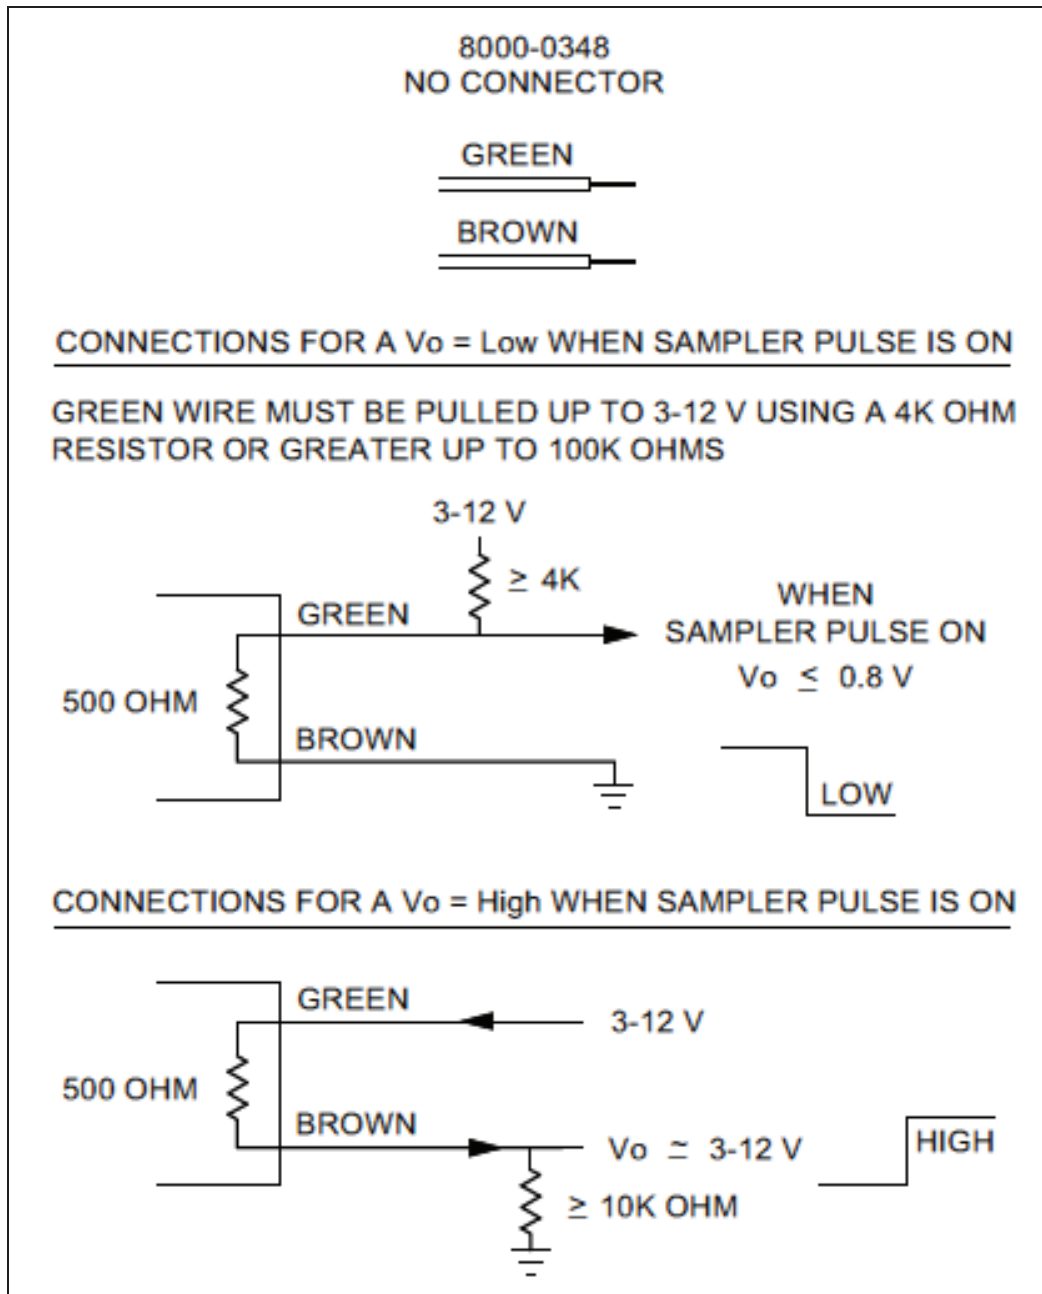 8000-0348
NO CONNECTOR
GREEN
BROWN
CONNECTIONS FOR A Vo = Low WHEN SAMPLER PULSE IS ON
GREEN WIRE MUST BE PULLED UP TO 3-12 V USING A 4K OHM
RESISTOR OR GREATER UP TO 100K OHMS
3-12 V
≥ 4K
GREEN
WHEN
SAMPLER PULSE ON
Vo ≤ 0.8 V
500 OHM
BROWN
LOW
CONNECTIONS FOR A Vo = High WHEN SAMPLER PULSE IS ON
GREEN
3-12 V
500 OHM
BROWN
Vo ≃ 3-12 V
HIGH
≥ 10K OHM